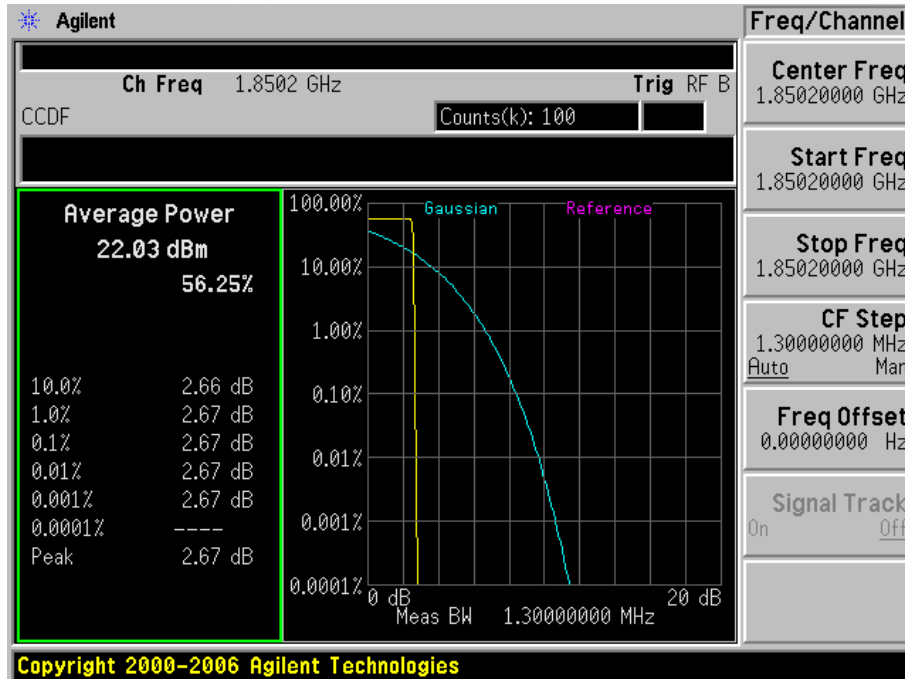 Agilent
Freq/Channel
Ch Freq 1.8502 GHz Trig RF B
CCDF Counts(k): 100
Average Power
22.03 dBm
56.25%
10.0% 2.66 dB
1.0% 2.67 dB
0.1% 2.67 dB
0.01% 2.67 dB
0.001% 2.67 dB
0.0001% ----
Peak 2.67 dB
Gaussian Reference
100.00%
10.00%
1.00%
0.10%
0.01%
0.001%
0.0001%
0 dB 20 dB
Meas BW 1.30000000 MHz
Center Freq
1.85020000 GHz
Start Freq
1.85020000 GHz
Stop Freq
1.85020000 GHz
CF Step
1.30000000 MHz
Auto Man
Freq Offset
0.00000000 Hz
Signal Track
On Off
Copyright 2000-2006 Agilent Technologies